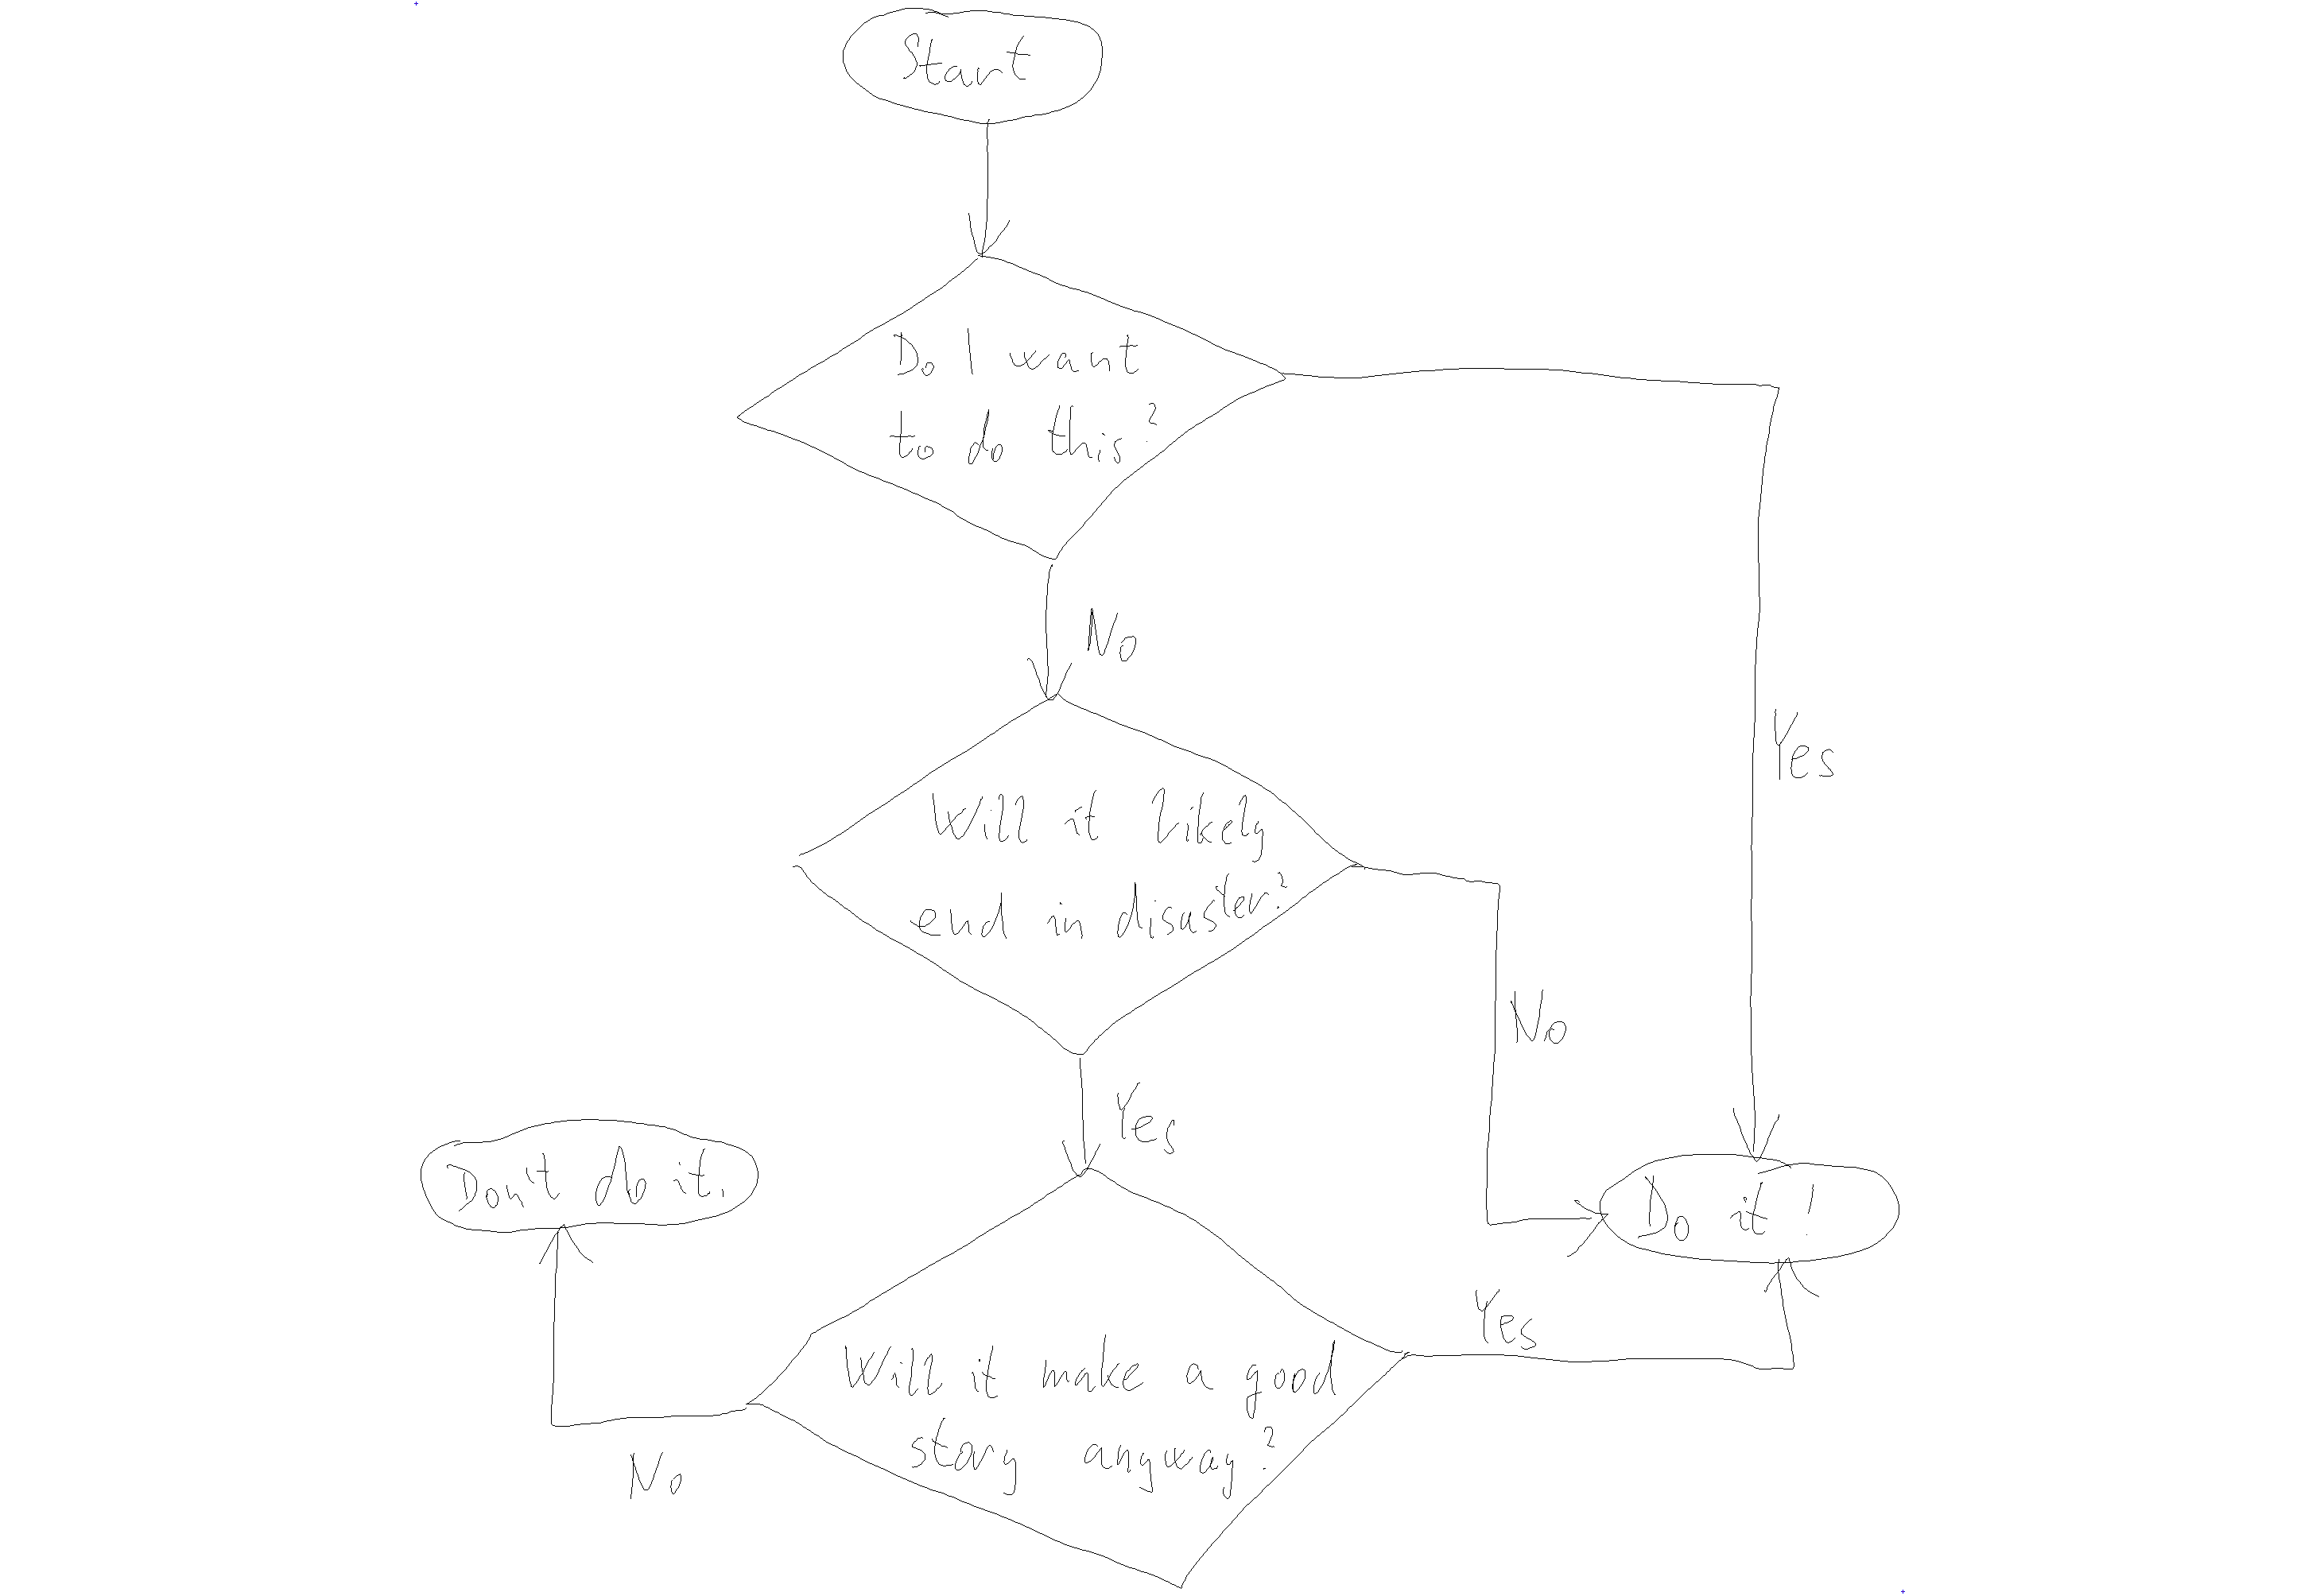 Start
Do I want
to do this?
No
Yes
Will it likely
end in disaster?
No
Yes
Don't do it.
Do it!
Yes
Will it make a good
story anyway?
No